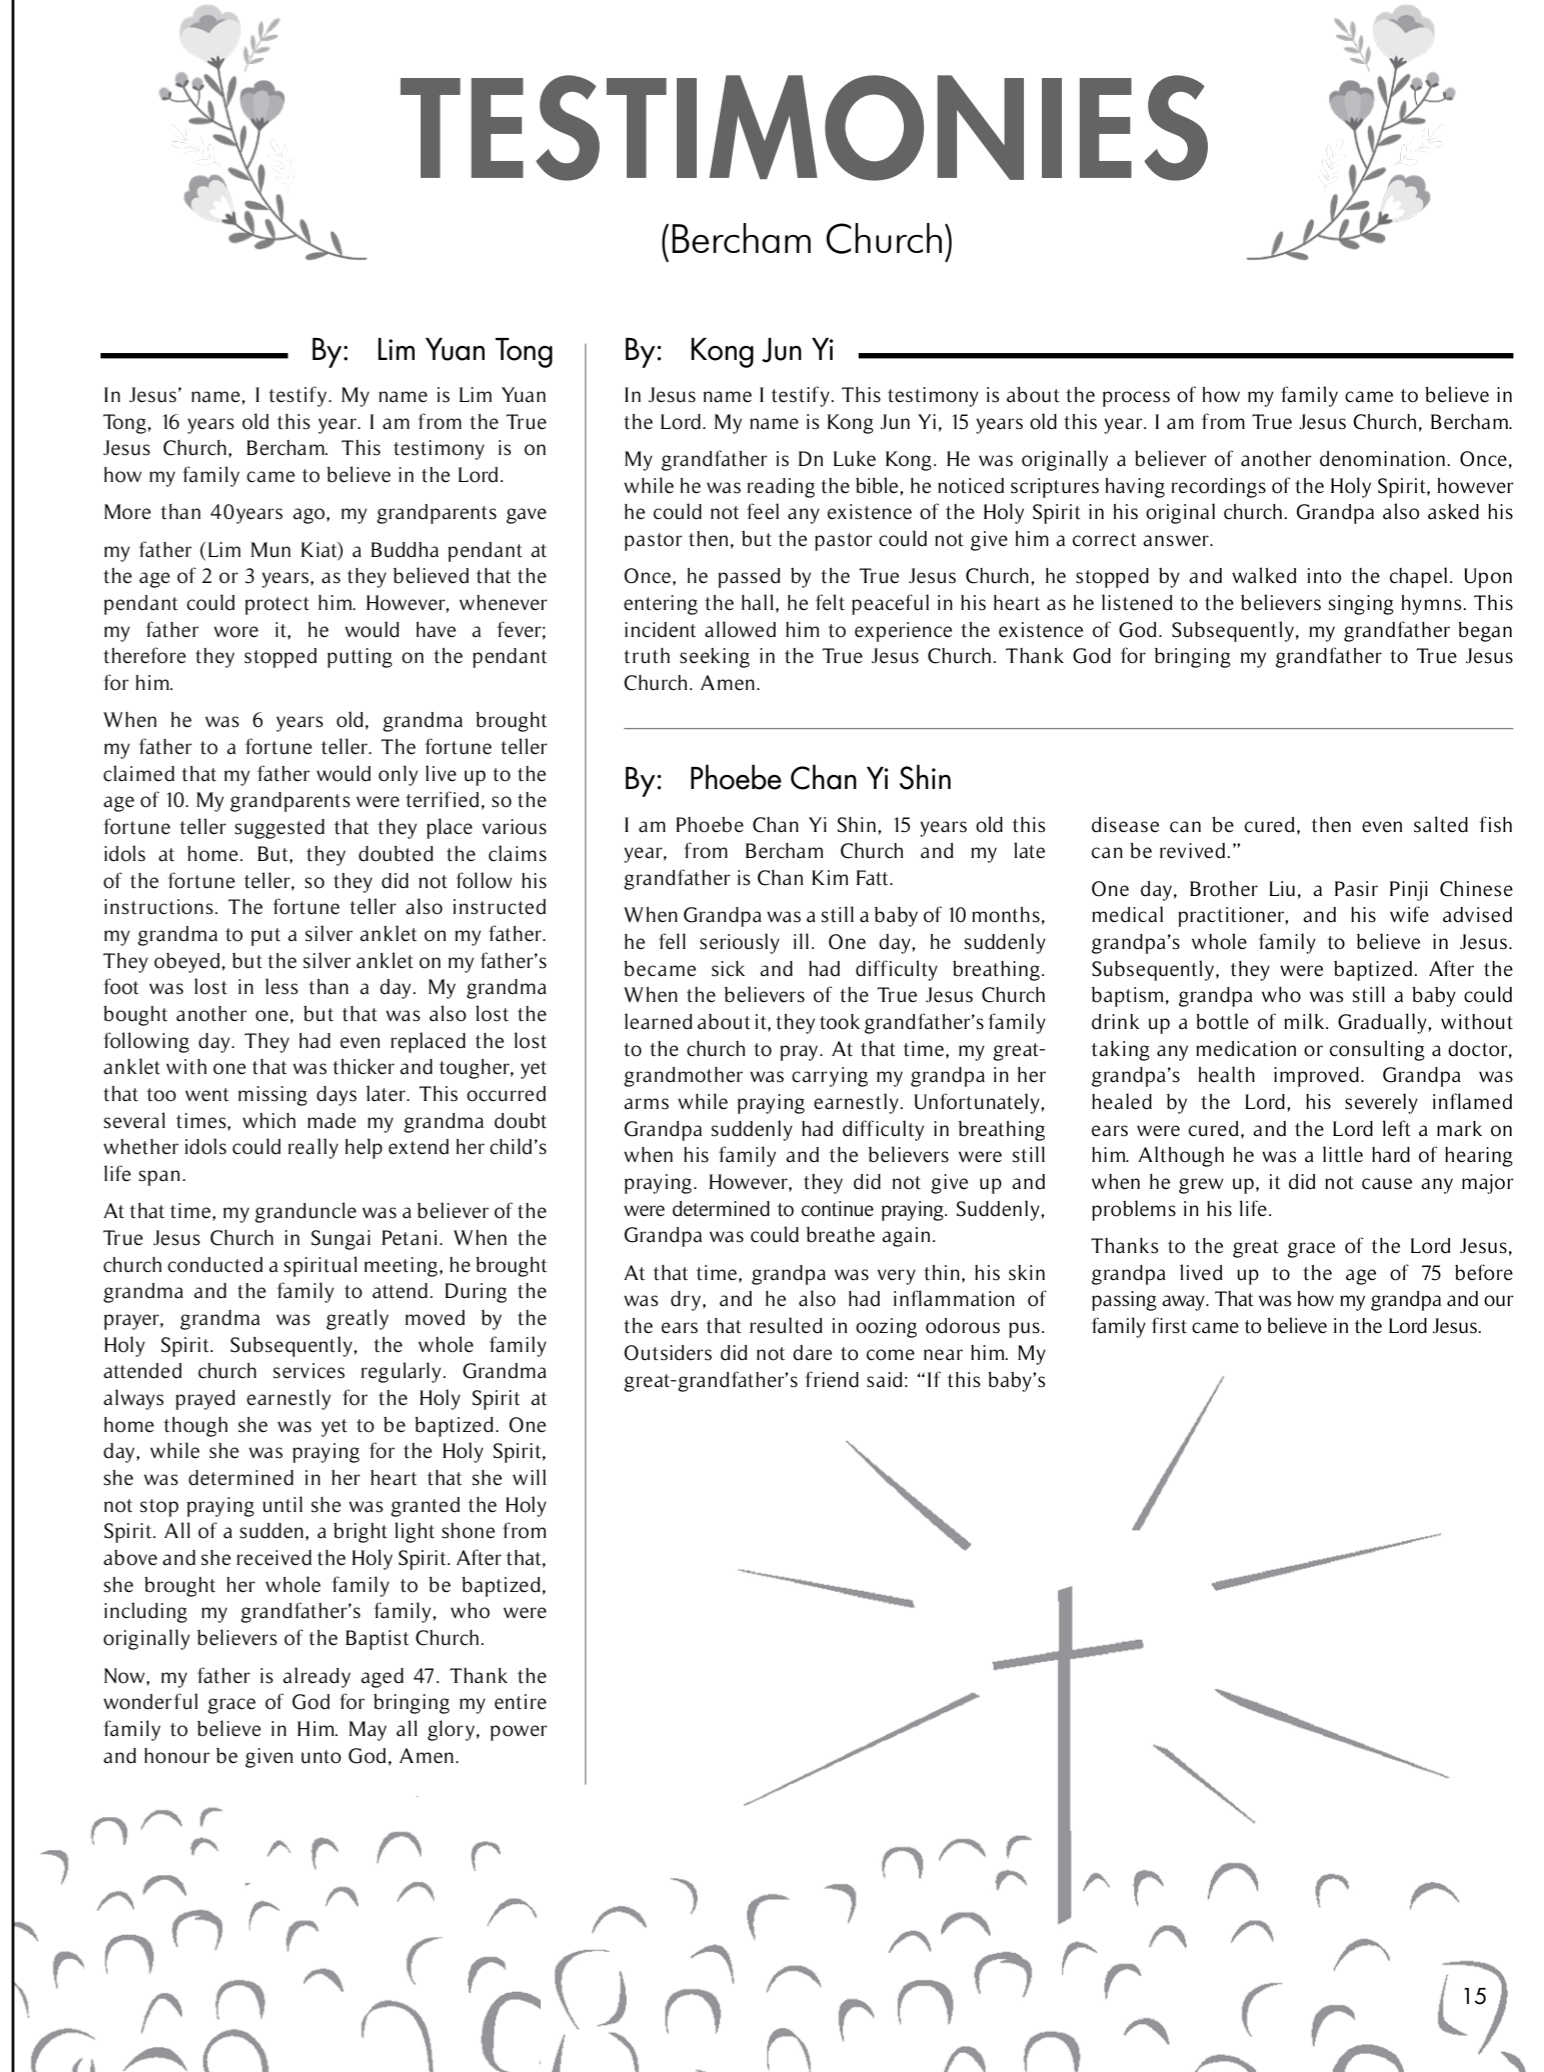 TESTIMONIES
(Bercham Church)
By: Lim Yuan Tong
In Jesus’ name, I testify. My name is Lim Yuan
Tong, 16 years old this year. I am from the True
Jesus Church, Bercham. This testimony is on
how my family came to believe in the Lord.
More than 40years ago, my grandparents gave
my father (Lim Mun Kiat) a Buddha pendant at
the age of 2 or 3 years, as they believed that the
pendant could protect him. However, whenever
my father wore it, he would have a fever;
therefore they stopped putting on the pendant
for him.
When he was 6 years old, grandma brought
my father to a fortune teller. The fortune teller
claimed that my father would only live up to the
age of 10. My grandparents were terrified, so the
fortune teller suggested that they place various
idols at home. But, they doubted the claims
of the fortune teller, so they did not follow his
instructions. The fortune teller also instructed
my grandma to put a silver anklet on my father.
They obeyed, but the silver anklet on my father’s
foot was lost in less than a day. My grandma
bought another one, but that was also lost the
following day. They had even replaced the lost
anklet with one that was thicker and tougher, yet
that too went missing days later. This occurred
several times, which made my grandma doubt
whether idols could really help extend her child’s
life span.
At that time, my granduncle was a believer of the
True Jesus Church in Sungai Petani. When the
church conducted a spiritual meeting, he brought
grandma and the family to attend. During the
prayer, grandma was greatly moved by the
Holy Spirit. Subsequently, the whole family
attended church services regularly. Grandma
always prayed earnestly for the Holy Spirit at
home though she was yet to be baptized. One
day, while she was praying for the Holy Spirit,
she was determined in her heart that she will
not stop praying until she was granted the Holy
Spirit. All of a sudden, a bright light shone from
above and she received the Holy Spirit. After that,
she brought her whole family to be baptized,
including my grandfather’s family, who were
originally believers of the Baptist Church.
Now, my father is already aged 47. Thank the
wonderful grace of God for bringing my entire
family to believe in Him. May all glory, power
and honour be given unto God, Amen.
By: Kong Jun Yi
In Jesus name I testify. This testimony is about the process of how my family came to believe in
the Lord. My name is Kong Jun Yi, 15 years old this year. I am from True Jesus Church, Bercham.
My grandfather is Dn Luke Kong. He was originally a believer of another denomination. Once,
while he was reading the bible, he noticed scriptures having recordings of the Holy Spirit, however
he could not feel any existence of the Holy Spirit in his original church. Grandpa also asked his
pastor then, but the pastor could not give him a correct answer.
Once, he passed by the True Jesus Church, he stopped by and walked into the chapel. Upon
entering the hall, he felt peaceful in his heart as he listened to the believers singing hymns. This
incident allowed him to experience the existence of God. Subsequently, my grandfather began
truth seeking in the True Jesus Church. Thank God for bringing my grandfather to True Jesus
Church. Amen.
By: Phoebe Chan Yi Shin
I am Phoebe Chan Yi Shin, 15 years old this
year, from Bercham Church and my late
grandfather is Chan Kim Fatt.
When Grandpa was a still a baby of 10 months,
he fell seriously ill. One day, he suddenly
became sick and had difficulty breathing.
When the believers of the True Jesus Church
learned about it, they took grandfather’s family
to the church to pray. At that time, my great-
grandmother was carrying my grandpa in her
arms while praying earnestly. Unfortunately,
Grandpa suddenly had difficulty in breathing
when his family and the believers were still
praying. However, they did not give up and
were determined to continue praying. Suddenly,
Grandpa was could breathe again.
At that time, grandpa was very thin, his skin
was dry, and he also had inflammation of
the ears that resulted in oozing odorous pus.
Outsiders did not dare to come near him. My
great-grandfather’s friend said: “If this baby’s
disease can be cured, then even salted fish
can be revived.”
One day, Brother Liu, a Pasir Pinji Chinese
medical practitioner, and his wife advised
grandpa’s whole family to believe in Jesus.
Subsequently, they were baptized. After the
baptism, grandpa who was still a baby could
drink up a bottle of milk. Gradually, without
taking any medication or consulting a doctor,
grandpa’s health improved. Grandpa was
healed by the Lord, his severely inflamed
ears were cured, and the Lord left a mark on
him. Although he was a little hard of hearing
when he grew up, it did not cause any major
problems in his life.
Thanks to the great grace of the Lord Jesus,
grandpa lived up to the age of 75 before
passing away. That was how my grandpa and our
family first came to believe in the Lord Jesus.
15